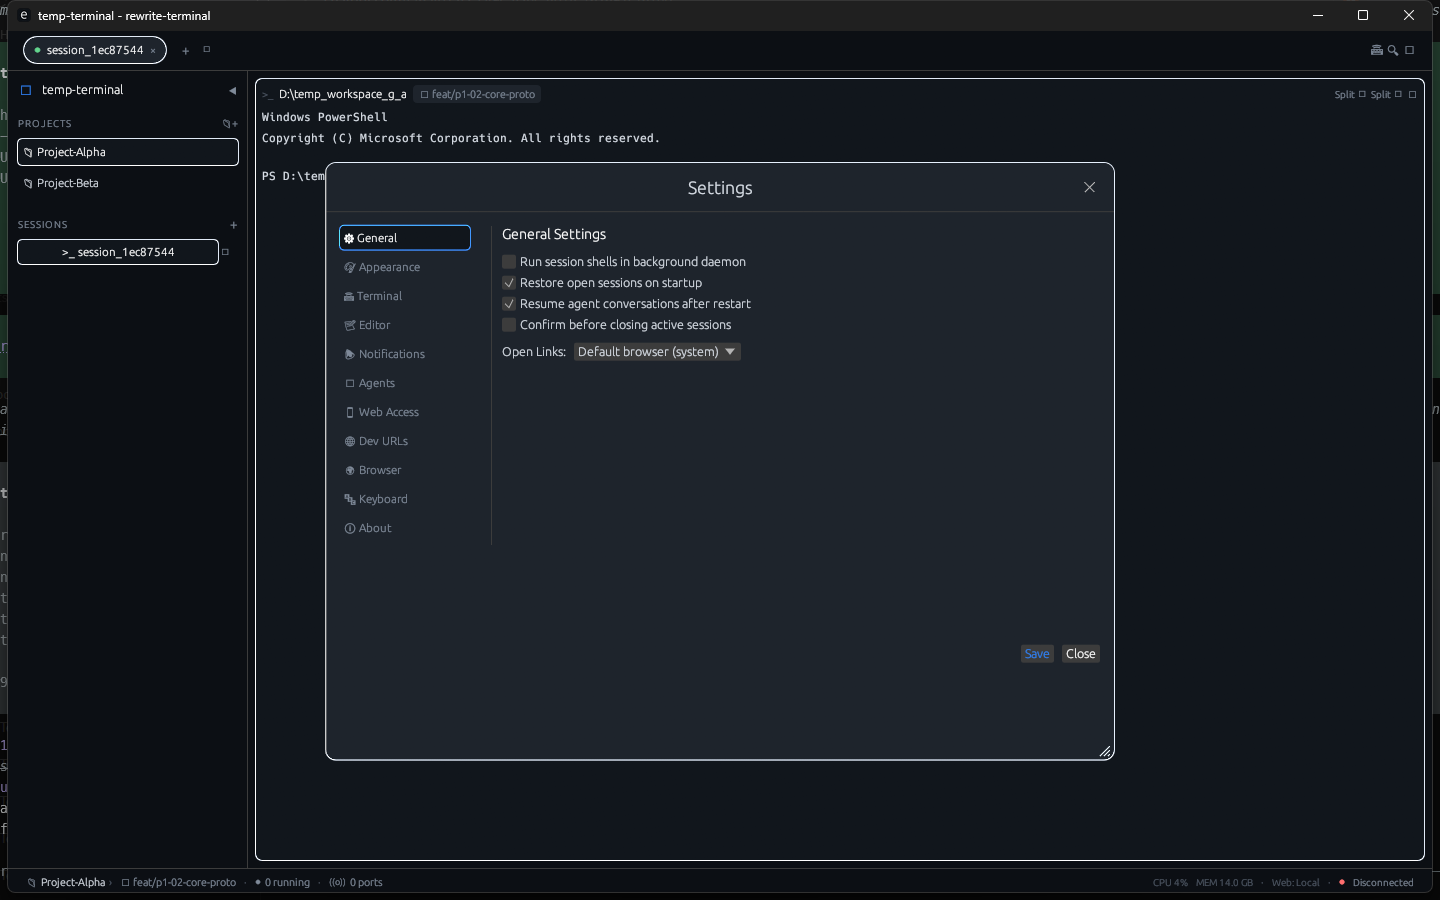 temp-terminal - rewrite-terminal
session_1ec87544 × +
temp-terminal
PROJECTS
Project-Alpha
Project-Beta
SESSIONS +
>_ session_1ec87544
>_ D:\temp_workspace_g_a feat/p1-02-core-proto Split Split
Windows PowerShell
Copyright (C) Microsoft Corporation. All rights reserved.
PS D:\tem
Settings
General
Appearance
Terminal
Editor
Notifications
Agents
Web Access
Dev URLs
Browser
Keyboard
About
General Settings
Run session shells in background daemon
Restore open sessions on startup
Resume agent conversations after restart
Confirm before closing active sessions
Open Links: Default browser (system)
Save Close
Project-Alpha › feat/p1-02-core-proto · 0 running · 0 ports
CPU 4% MEM 14.0 GB · Web: Local · Disconnected